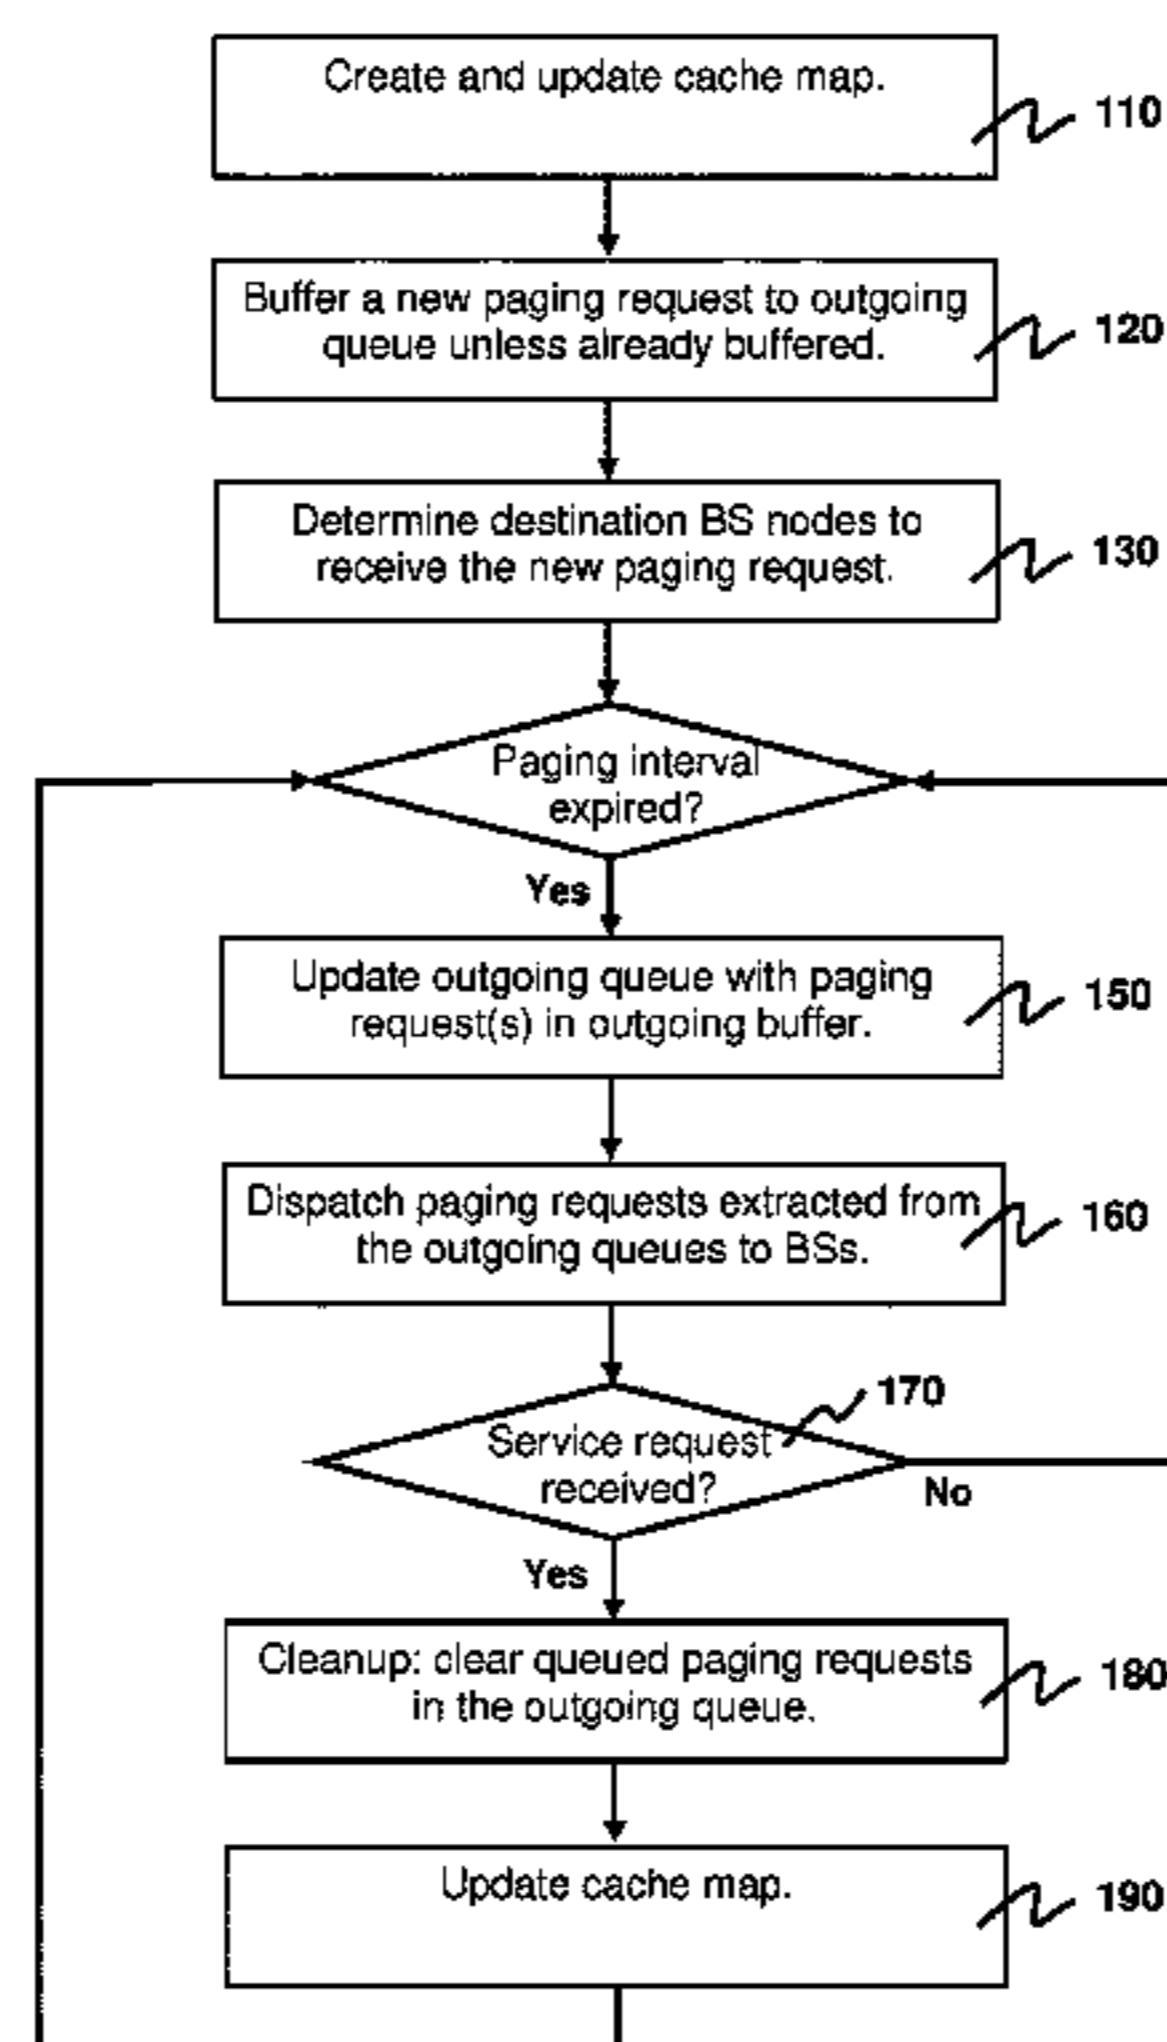 Create and update cache map.
110
Buffer a new paging request to outgoing
queue unless already buffered.
120
Determine destination BS nodes to
receive the new paging request.
130
Paging interval
expired?
Yes
Update outgoing queue with paging
request(s) in outgoing buffer.
150
Dispatch paging requests extracted from
the outgoing queues to BSs.
160
170
Service request
received?
No
Yes
Cleanup: clear queued paging requests
in the outgoing queue.
180
Update cache map.
190